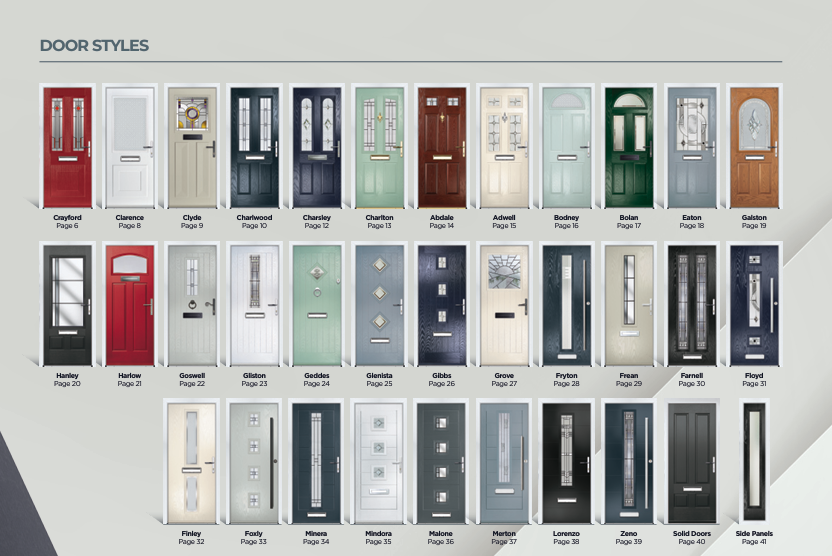 DOOR STYLES
Crayford Clarence Clyde Charlwood Charsley Charlton Abdale Adwell Bodney Bolan Eaton Galston
Page 6 Page 8 Page 9 Page 10 Page 12 Page 13 Page 14 Page 15 Page 16 Page 17 Page 18 Page 19
Hanley Harlow Goswell Gilston Geddes Glenista Gibbs Grove Fryton Frean Farnell Floyd
Page 20 Page 21 Page 22 Page 23 Page 24 Page 25 Page 26 Page 27 Page 28 Page 29 Page 30 Page 31
Finley Foxly Minera Mindora Malone Merton Lorenzo Zeno Solid Doors Side Panels
Page 32 Page 33 Page 34 Page 35 Page 36 Page 37 Page 38 Page 39 Page 40 Page 41